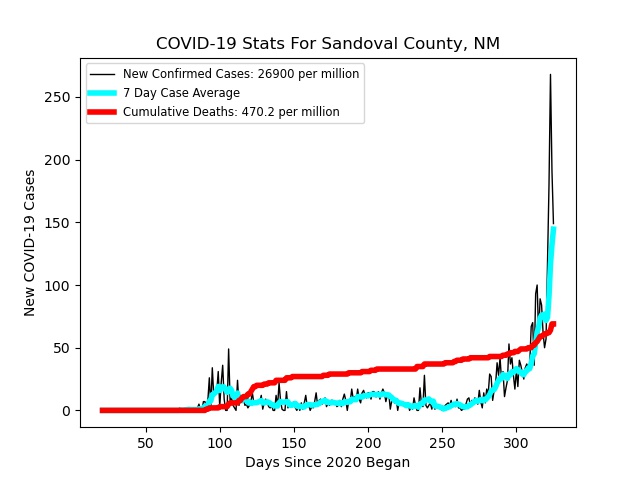 COVID-19 Stats For Sandoval County, NM
New Confirmed Cases: 26900 per million
7 Day Case Average
Cumulative Deaths: 470.2 per million
250
200
150
100
50
0
New COVID-19 Cases
50 100 150 200 250 300
Days Since 2020 Began